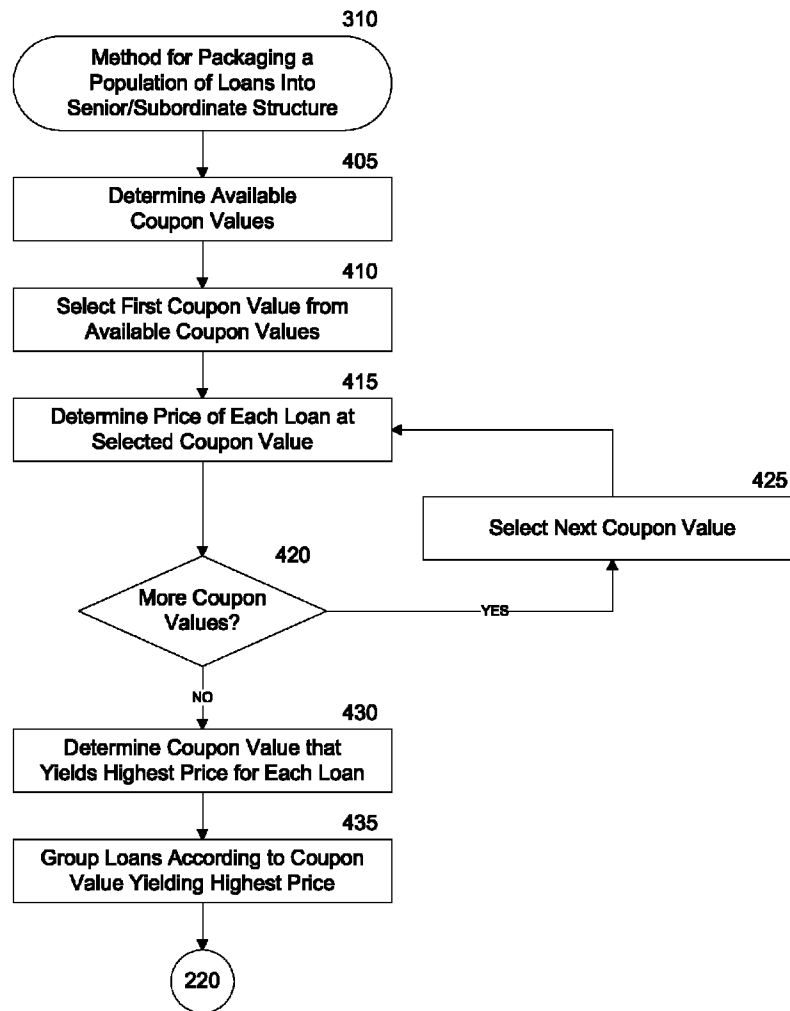 310
Method for Packaging a
Population of Loans Into
Senior/Subordinate Structure
405
Determine Available
Coupon Values
410
Select First Coupon Value from
Available Coupon Values
415
Determine Price of Each Loan at
Selected Coupon Value
425
Select Next Coupon Value
420
More Coupon
Values?
YES
NO
430
Determine Coupon Value that
Yields Highest Price for Each Loan
435
Group Loans According to Coupon
Value Yielding Highest Price
220